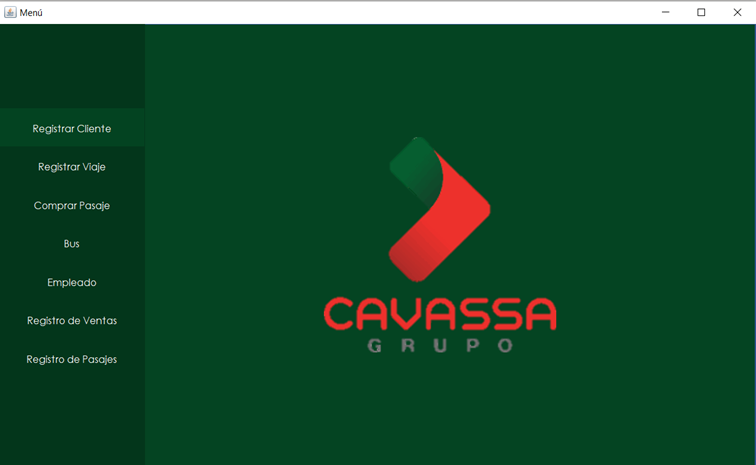 Menú
Registrar Cliente
Registrar Viaje
Comprar Pasaje
Bus
Empleado
Registro de Ventas
Registro de Pasajes
CAVASSA
GRUPO